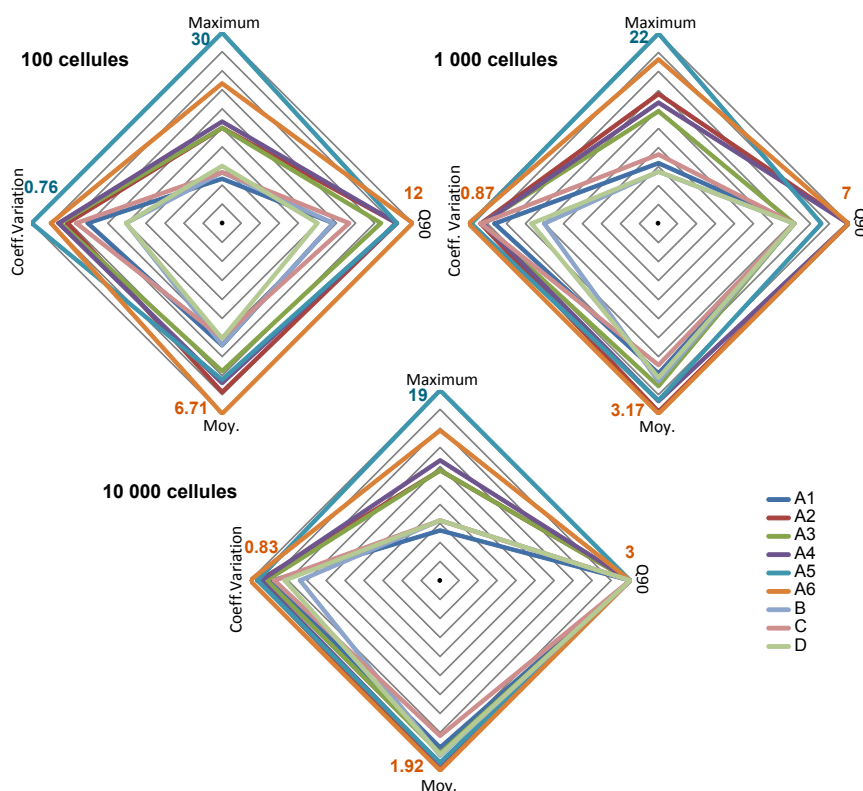 Maximum
30
100 cellules
0.76
Coeff.Variation
12
Q90
6.71
Moy.
Maximum
22
1 000 cellules
0.87
Coeff. Variation
7
Q90
3.17
Moy.
Maximum
19
10 000 cellules
0.83
Coeff.Variation
3
Q90
1.92
Moy.
A1
A2
A3
A4
A5
A6
B
C
D